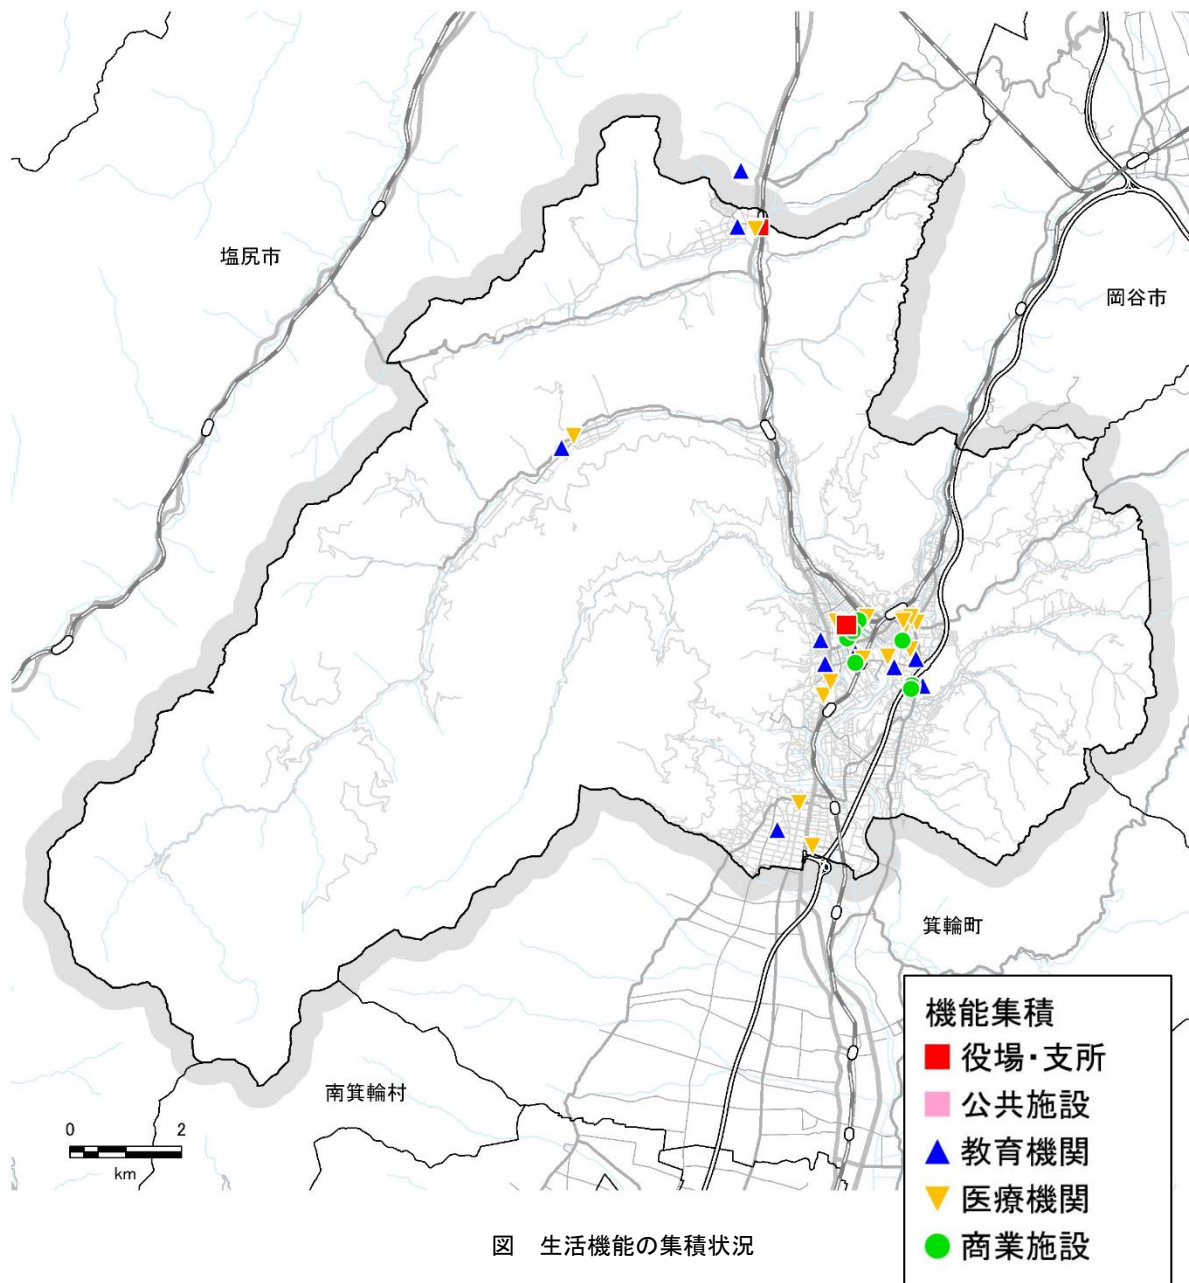 塩尻市
岡谷市
箕輪町
南箕輪村
0 2
km
機能集積
役場・支所
公共施設
教育機関
医療機関
商業施設
図 生活機能の集積状況